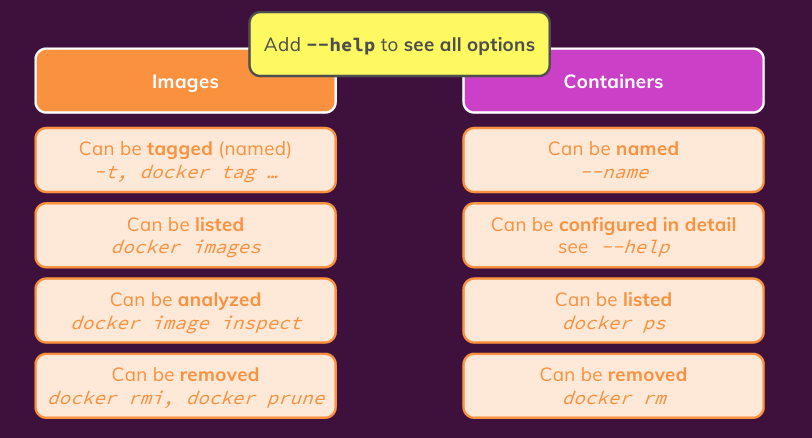 Add --help to see all options
Images
Can be tagged (named)
-t, docker tag …
Can be listed
docker images
Can be analyzed
docker image inspect
Can be removed
docker rmi, docker prune
Containers
Can be named
--name
Can be configured in detail
see --help
Can be listed
docker ps
Can be removed
docker rm